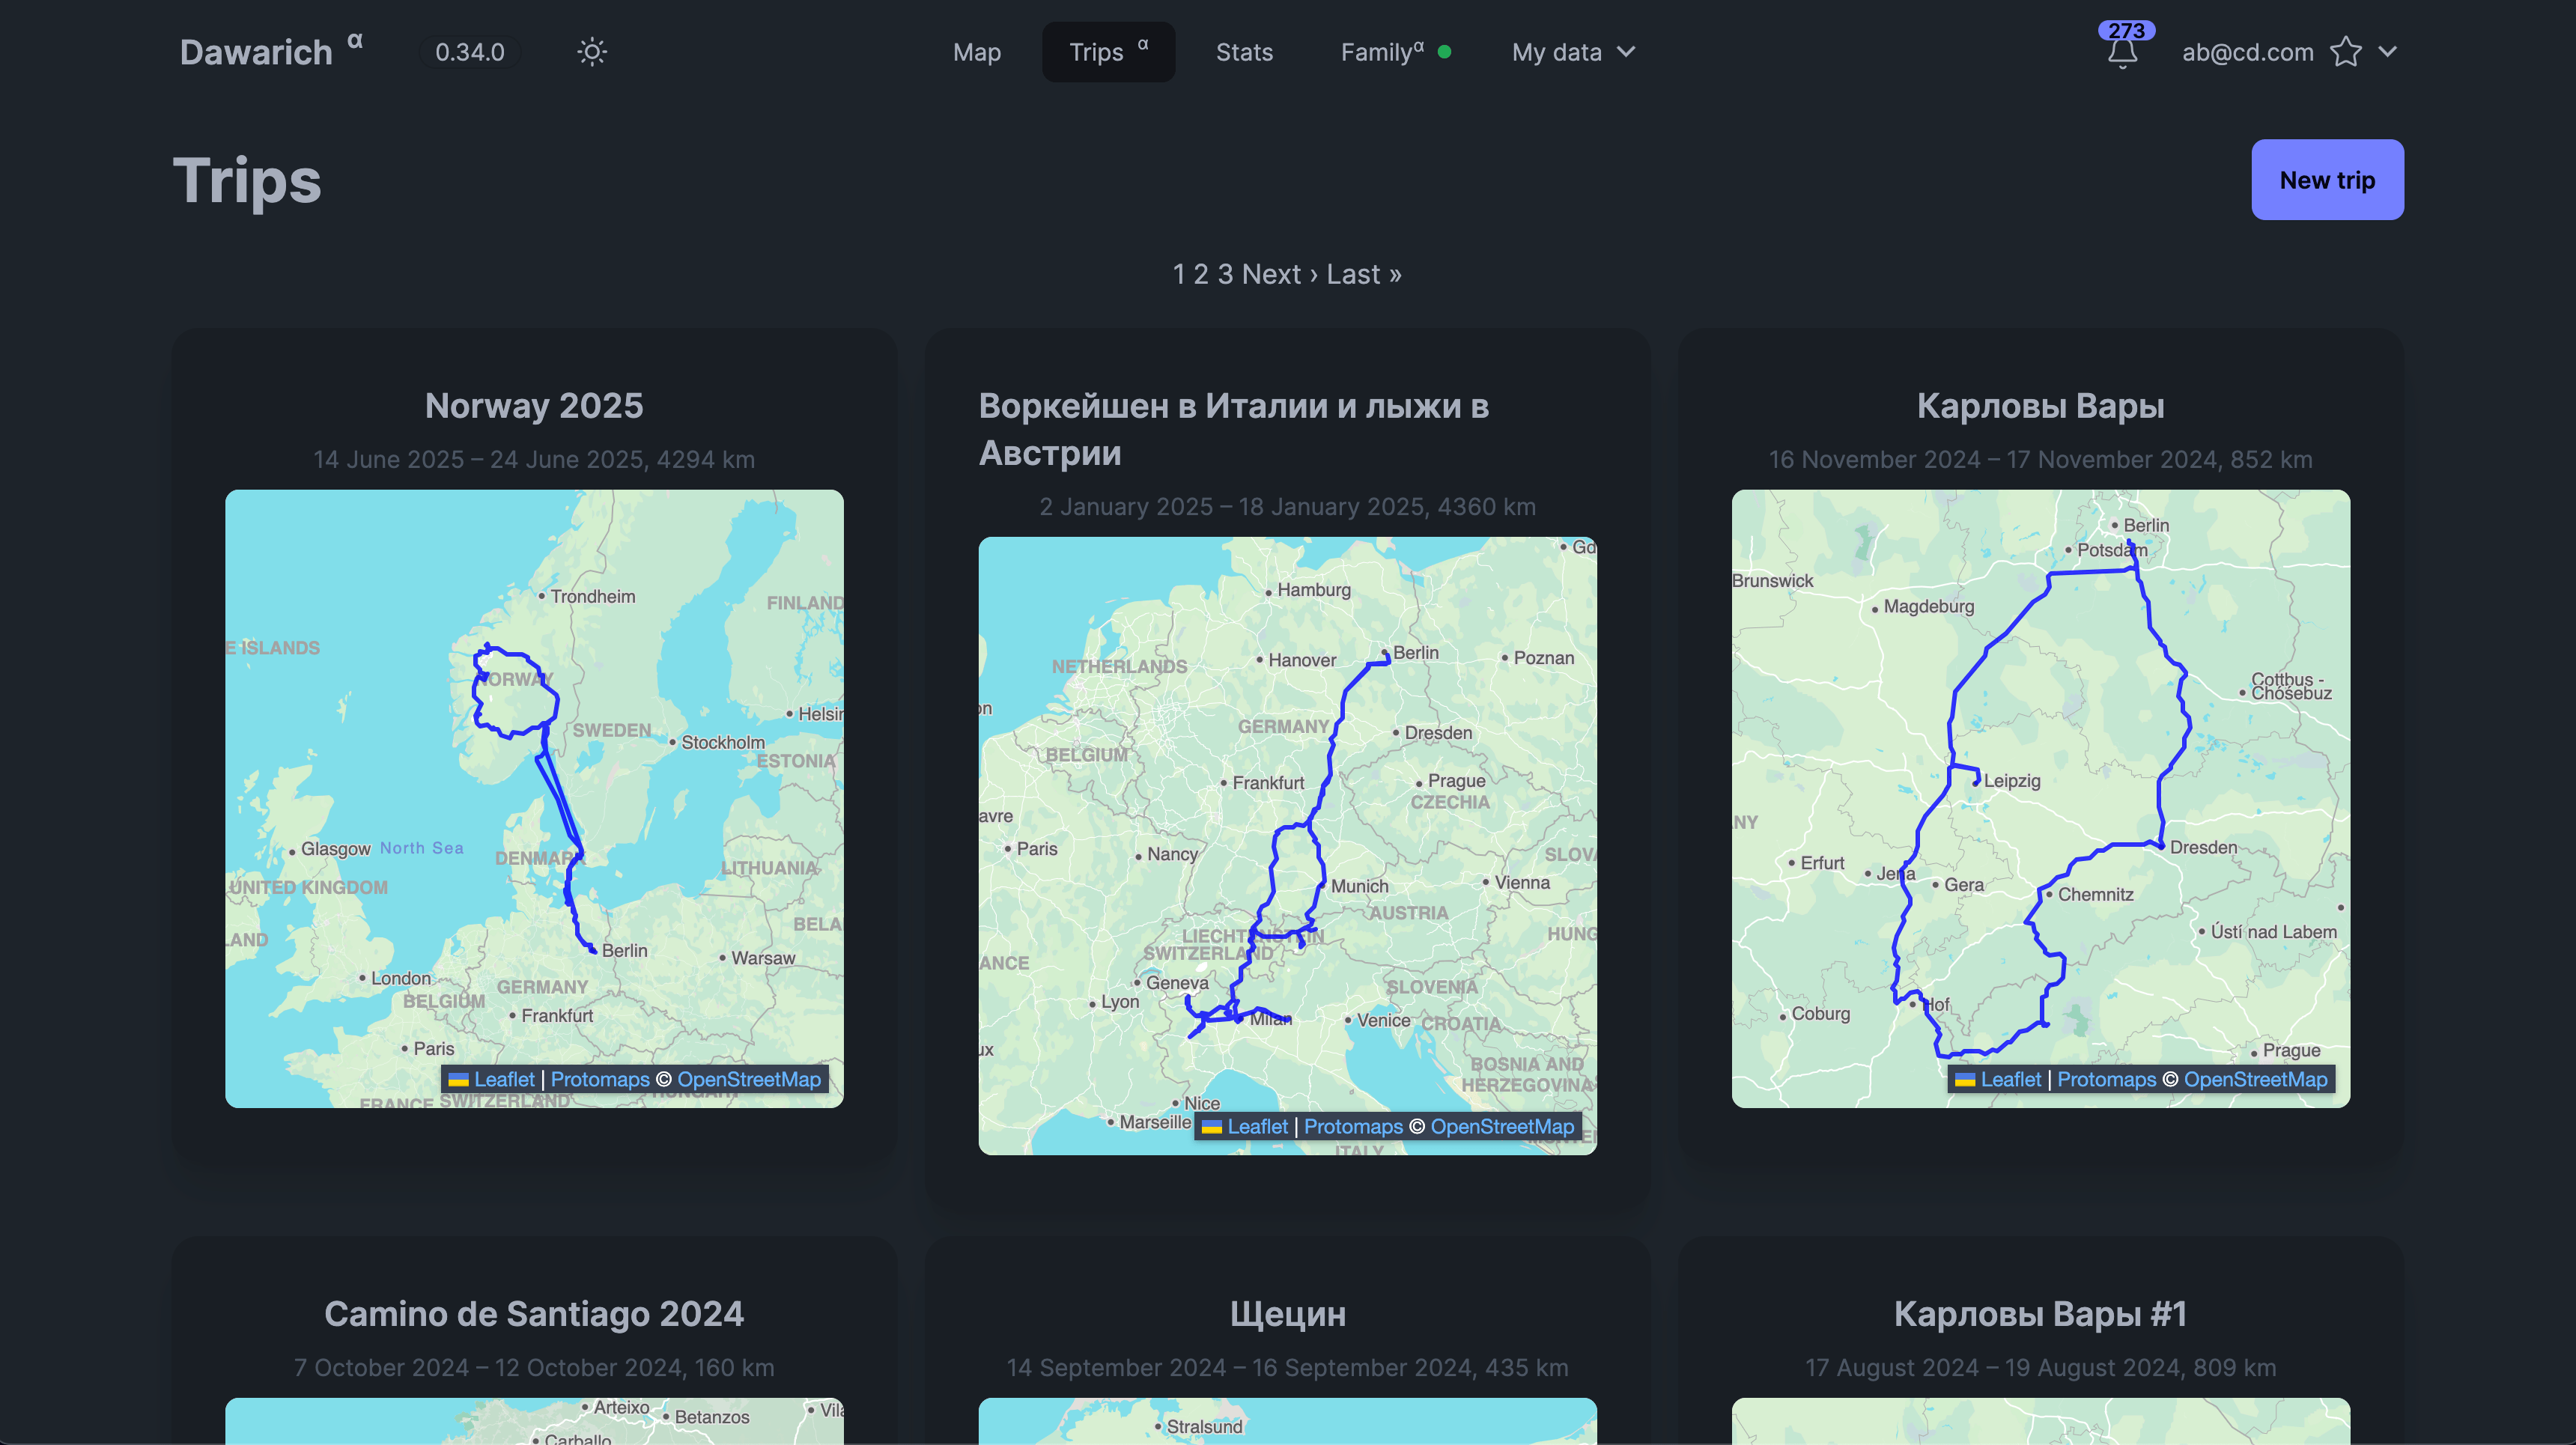 Dawarich α
0.34.0
Map
Trips α
Stats
Familyα
My data
273
ab@cd.com
Trips
New trip
1 2 3 Next › Last »
Norway 2025
14 June 2025 – 24 June 2025, 4294 km
Trondheim
FINLAND
E ISLANDS
NORWAY
SWEDEN
Helsin
Stockholm
ESTONIA
Glasgow
North Sea
DENMARK
LITHUANIA
UNITED KINGDOM
BELA
LAND
Berlin
Warsaw
London
GERMANY
BELGIUM
Frankfurt
Paris
Leaflet | Protomaps © OpenStreetMap
FRANCE
SWITZERLAND
HUNGARY
Воркейшен в Италии и лыжи в
Австрии
2 January 2025 – 18 January 2025, 4360 km
Gd
Hamburg
Berlin
Hanover
Poznan
NETHERLANDS
on
GERMANY
Dresden
BELGIUM
Frankfurt
Prague
CZECHIA
avre
Paris
Nancy
SLOVA
Munich
Vienna
AUSTRIA
LIECHTENSTEIN
HUNG
SWITZERLAND
ANCE
Geneva
SLOVENIA
Lyon
Milan
Venice
CROATIA
ux
BOSNIA AND
HERZEGOVINA
Nice
Marseille
Leaflet | Protomaps © OpenStreetMap
ITALY
Карловы Вары
16 November 2024 – 17 November 2024, 852 km
Berlin
Potsdam
Brunswick
Magdeburg
Cottbus -
Chóśebuz
Leipzig
NY
Dresden
Erfurt
Jena
Gera
Chemnitz
Ústí nad Labem
Hof
Coburg
Prague
Leaflet | Protomaps © OpenStreetMap
Camino de Santiago 2024
7 October 2024 – 12 October 2024, 160 km
Arteixo
Betanzos
Vila
Carballo
Щецин
14 September 2024 – 16 September 2024, 435 km
Stralsund
Карловы Вары #1
17 August 2024 – 19 August 2024, 809 km